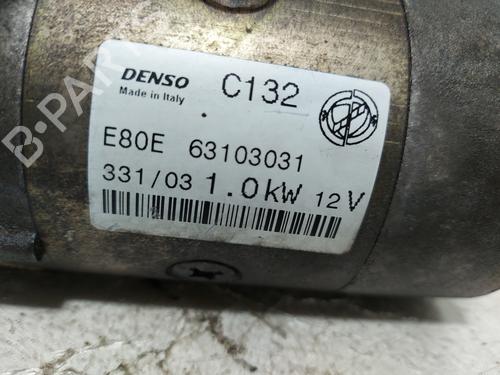 B-PARTS
DENSO C132
Made in Italy
E80E 63103031
331/03 1.0kW 12V